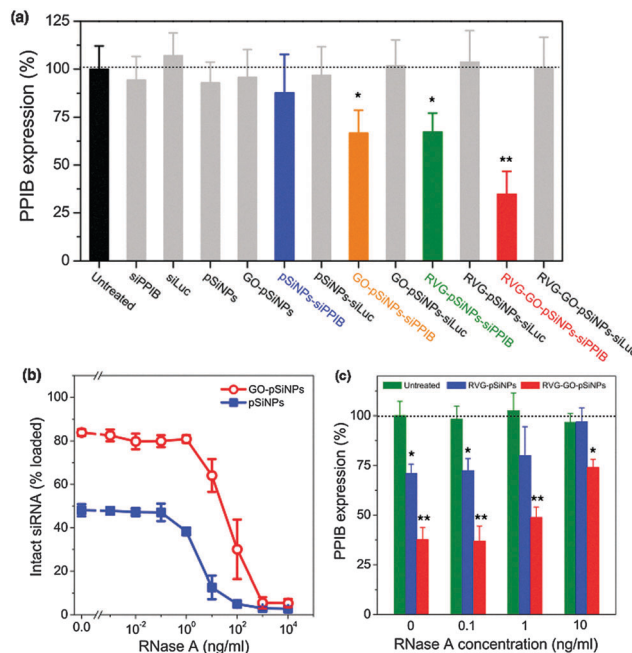 (a)
PPIB expression (%)
125
100
75
50
25
0
*
*
**
Untreated
siPPIB
siLuc
pSiNPs
GO-pSiNPs
pSiNPs-siPPIB
pSiNPs-siLuc
GO-pSiNPs-siPPIB
GO-pSiNPs-siLuc
RVG-pSiNPs-siPPIB
RVG-pSiNPs-siLuc
RVG-GO-pSiNPs-siPPIB
RVG-GO-pSiNPs-siLuc
(b)
Intact siRNA (% loaded)
100
80
60
40
20
0
GO-pSiNPs
pSiNPs
0.0 10⁻² 10⁰ 10² 10⁴
RNase A (ng/ml)
(c)
Untreated RVG-pSiNPs RVG-GO-pSiNPs
PPIB expression (%)
100
75
50
25
0
* * *
** ** **
0 0.1 1 10
RNase A concentration (ng/ml)